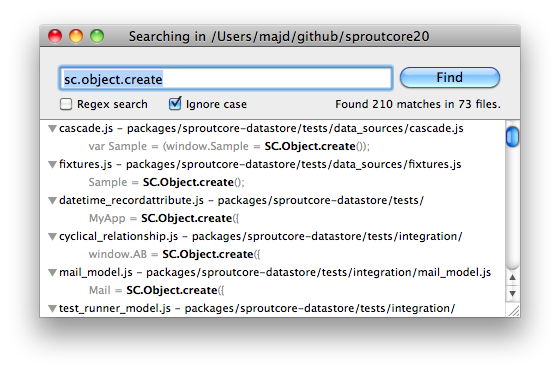 Searching in /Users/majd/github/sproutcore20
sc.object.create
Find
Regex search
Ignore case
Found 210 matches in 73 files.
cascade.js – packages/sproutcore-datastore/tests/data_sources/cascade.js
var Sample = (window.Sample = SC.Object.create());
fixtures.js – packages/sproutcore-datastore/tests/data_sources/fixtures.js
Sample = SC.Object.create();
datetime_recordattribute.js – packages/sproutcore-datastore/tests/
MyApp = SC.Object.create({
cyclical_relationship.js – packages/sproutcore-datastore/tests/integration/
window.AB = SC.Object.create({
mail_model.js – packages/sproutcore-datastore/tests/integration/mail_model.js
Mail = SC.Object.create({
test_runner_model.js – packages/sproutcore-datastore/tests/integration/